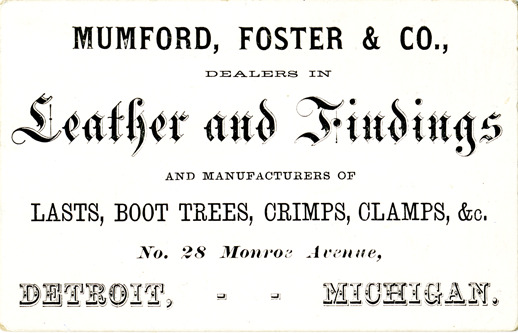 MUMFORD, FOSTER & CO.,
DEALERS IN
Leather and Findings
AND MANUFACTURERS OF
LASTS, BOOT TREES, CRIMPS, CLAMPS, &c.
No. 28 Monroe Avenue,
DETROIT, - - MICHIGAN.